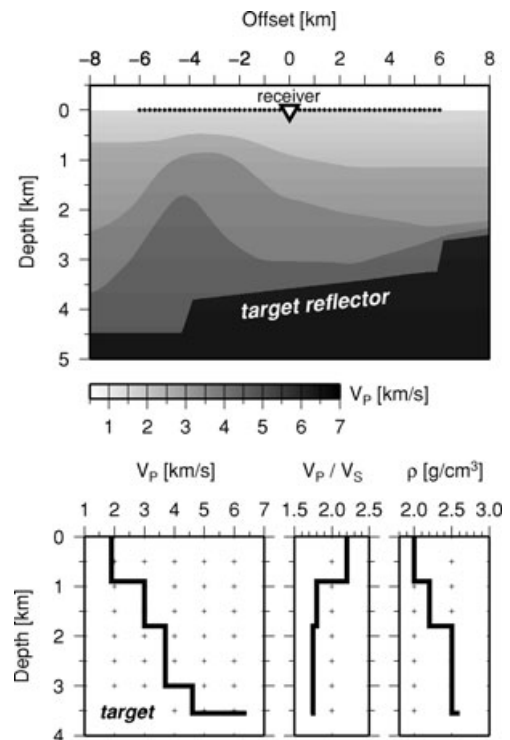 Offset [km]
−8 −6 −4 −2 0 2 4 6 8
receiver
0
1
2
3
4
5
Depth [km]
target reflector
1 2 3 4 5 6 7
V_P [km/s]
V_P [km/s]
V_P / V_S
ρ [g/cm³]
1 2 3 4 5 6 7
1.5 2.0 2.5
2.0 2.5 3.0
0
1
2
3
4
Depth [km]
target